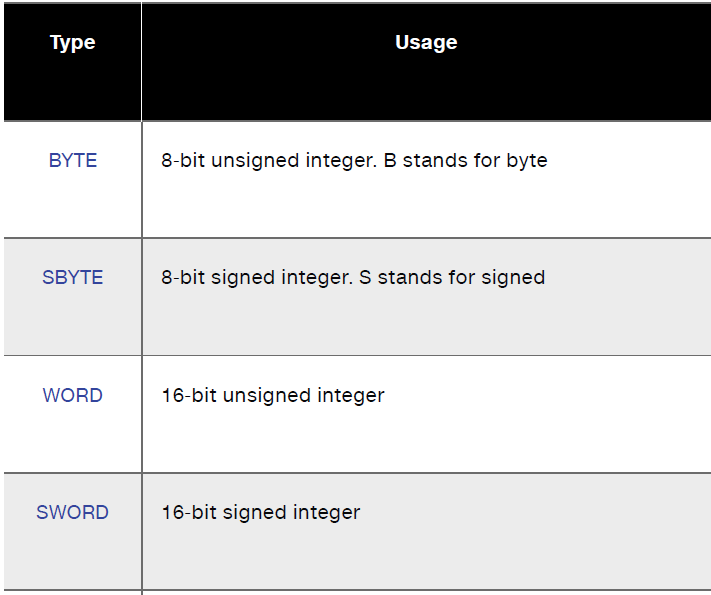 Type Usage
BYTE 8-bit unsigned integer. B stands for byte
SBYTE 8-bit signed integer. S stands for signed
WORD 16-bit unsigned integer
SWORD 16-bit signed integer